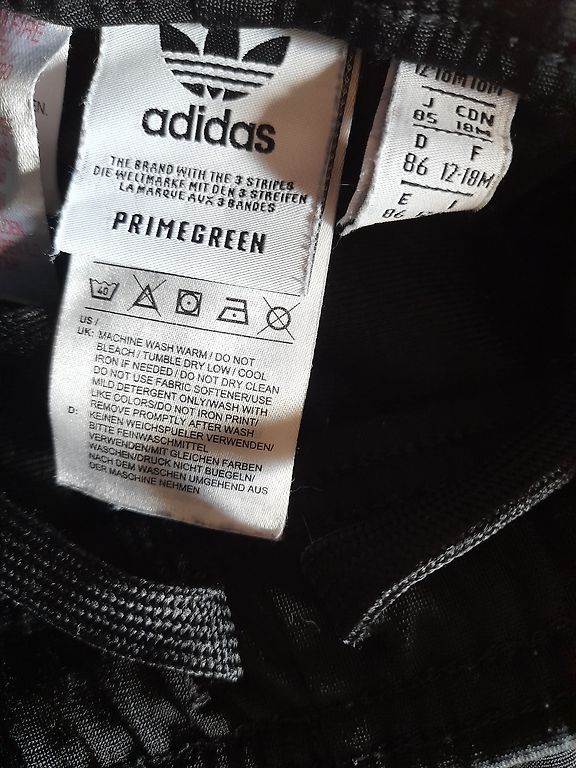 adidas
THE BRAND WITH THE 3 STRIPES
DIE WELTMARKE MIT DEN 3 STREIFEN
LA MARQUE AUX 3 BANDES
PRIMEGREEN
40
US /
UK: MACHINE WASH WARM / DO NOT
BLEACH / TUMBLE DRY LOW / COOL
IRON IF NEEDED / DO NOT DRY CLEAN
DO NOT USE FABRIC SOFTENER/USE
MILD DETERGENT ONLY/WASH WITH
LIKE COLORS/DO NOT IRON PRINT/
REMOVE PROMPTLY AFTER WASH
D: KEINEN WEICHSPUELER VERWENDEN/
BITTE FEINWASCHMITTEL
VERWENDEN/MIT GLEICHEN FARBEN
WASCHEN/DRUCK NICHT BUEGELN/
NACH DEM WASCHEN UMGEHEND AUS
DER MASCHINE NEHMEN
J CDN
85 18M
D F
86 12-18M
E
86